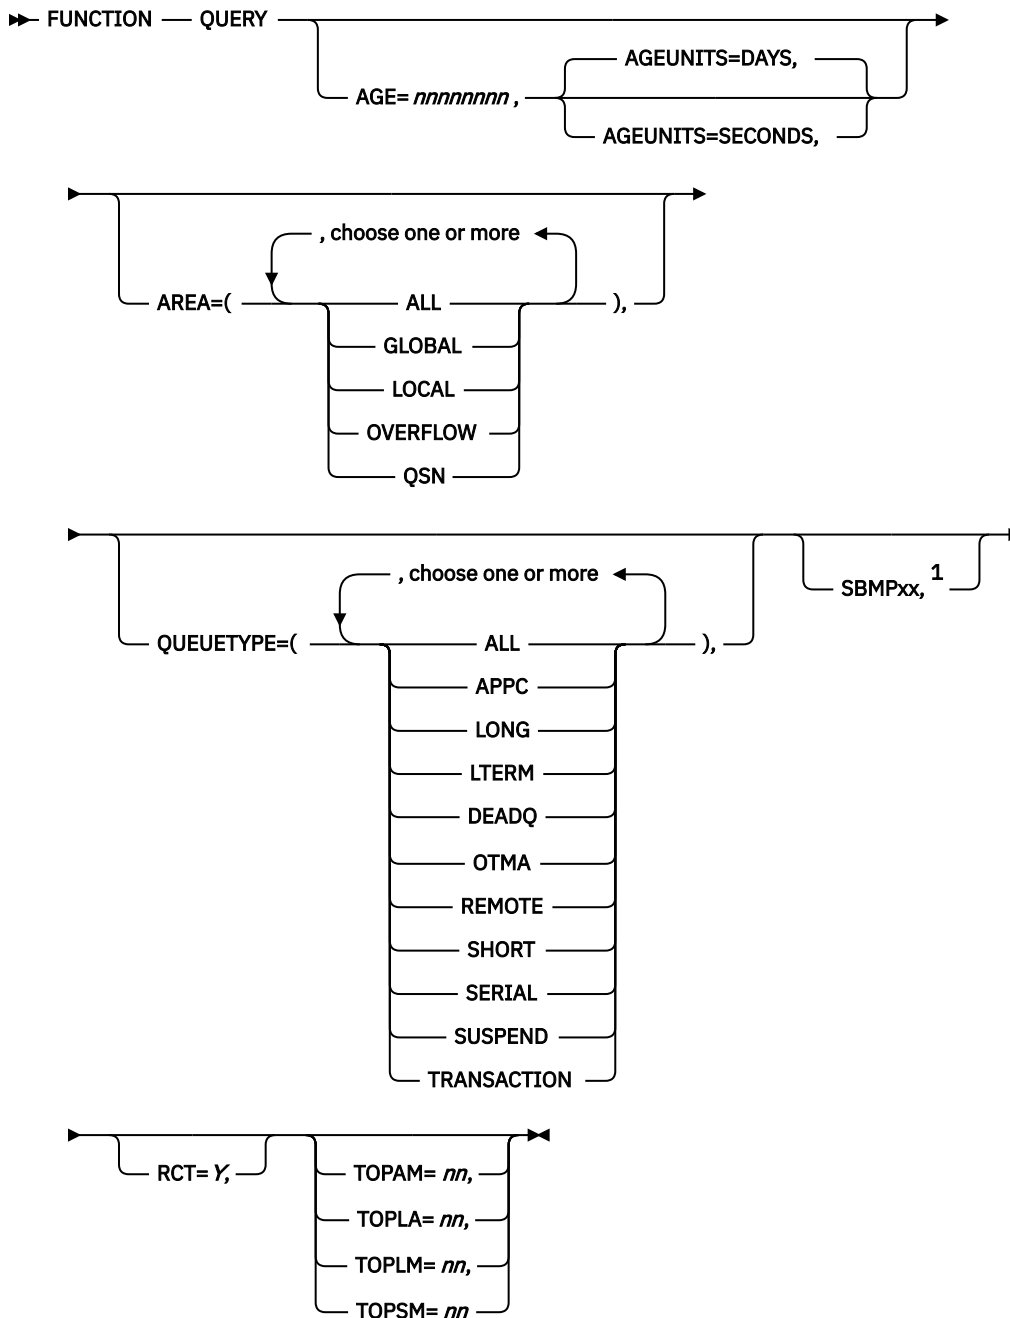 FUNCTION QUERY
AGEUNITS=DAYS,
AGE= nnnnnnnn ,
AGEUNITS=SECONDS,
, choose one or more
AREA=( ALL ),
GLOBAL
LOCAL
OVERFLOW
QSN
, choose one or more
SBMPxx, 1
QUEUETYPE=( ALL ),
APPC
LONG
LTERM
DEADQ
OTMA
REMOTE
SHORT
SERIAL
SUSPEND
TRANSACTION
RCT= Y, TOPAM= nn,
TOPLA= nn,
TOPLM= nn,
TOPSM= nn